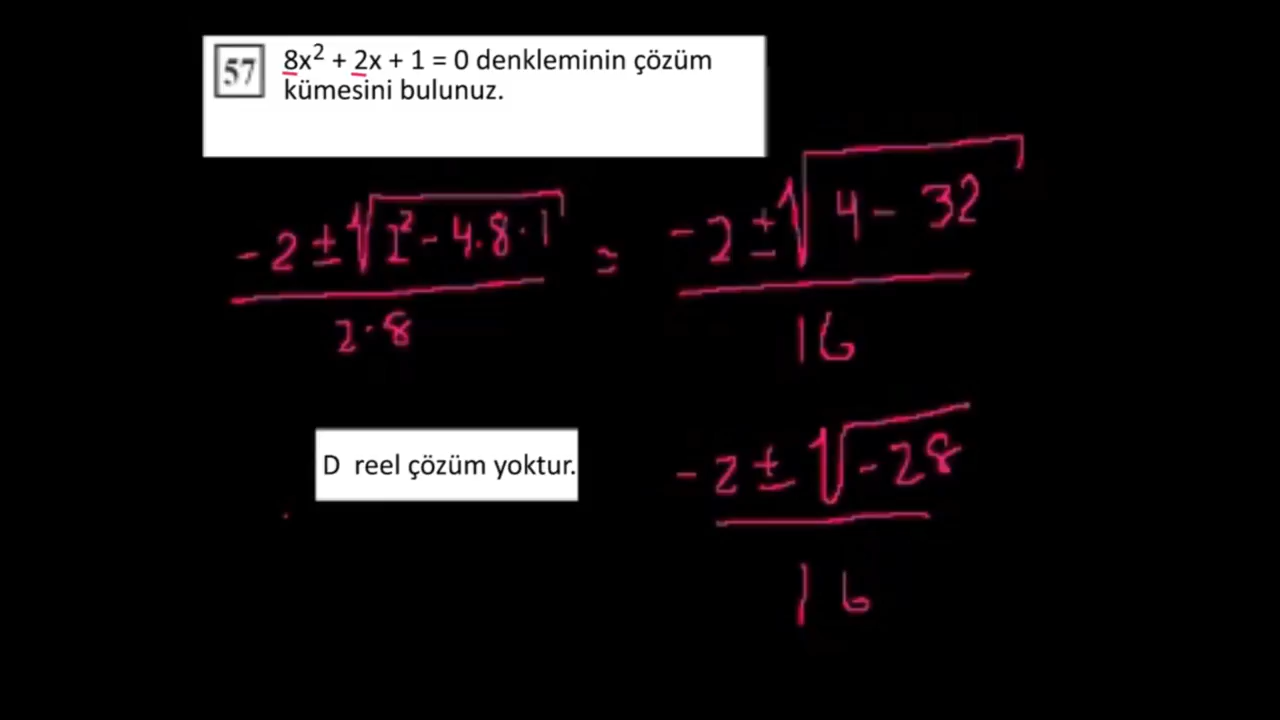 57 8x² + 2x + 1 = 0 denkleminin çözüm
kümesini bulunuz.
-2 ± √(2² - 4.8.1) / 2.8 = -2 ± √(4 - 32) / 16
D reel çözüm yoktur.
-2 ± √(-28) / 16